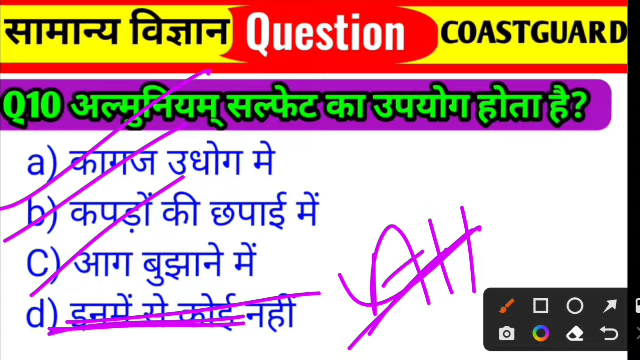 सामान्य विज्ञान Question COASTGUARD
Q10 अल्मुनियम् सल्फेट का उपयोग होता है?
a) कागज उधोग मे
b) कपड़ों की छपाई में
C) आग बुझाने में
d) इनमें से कोई नही
All